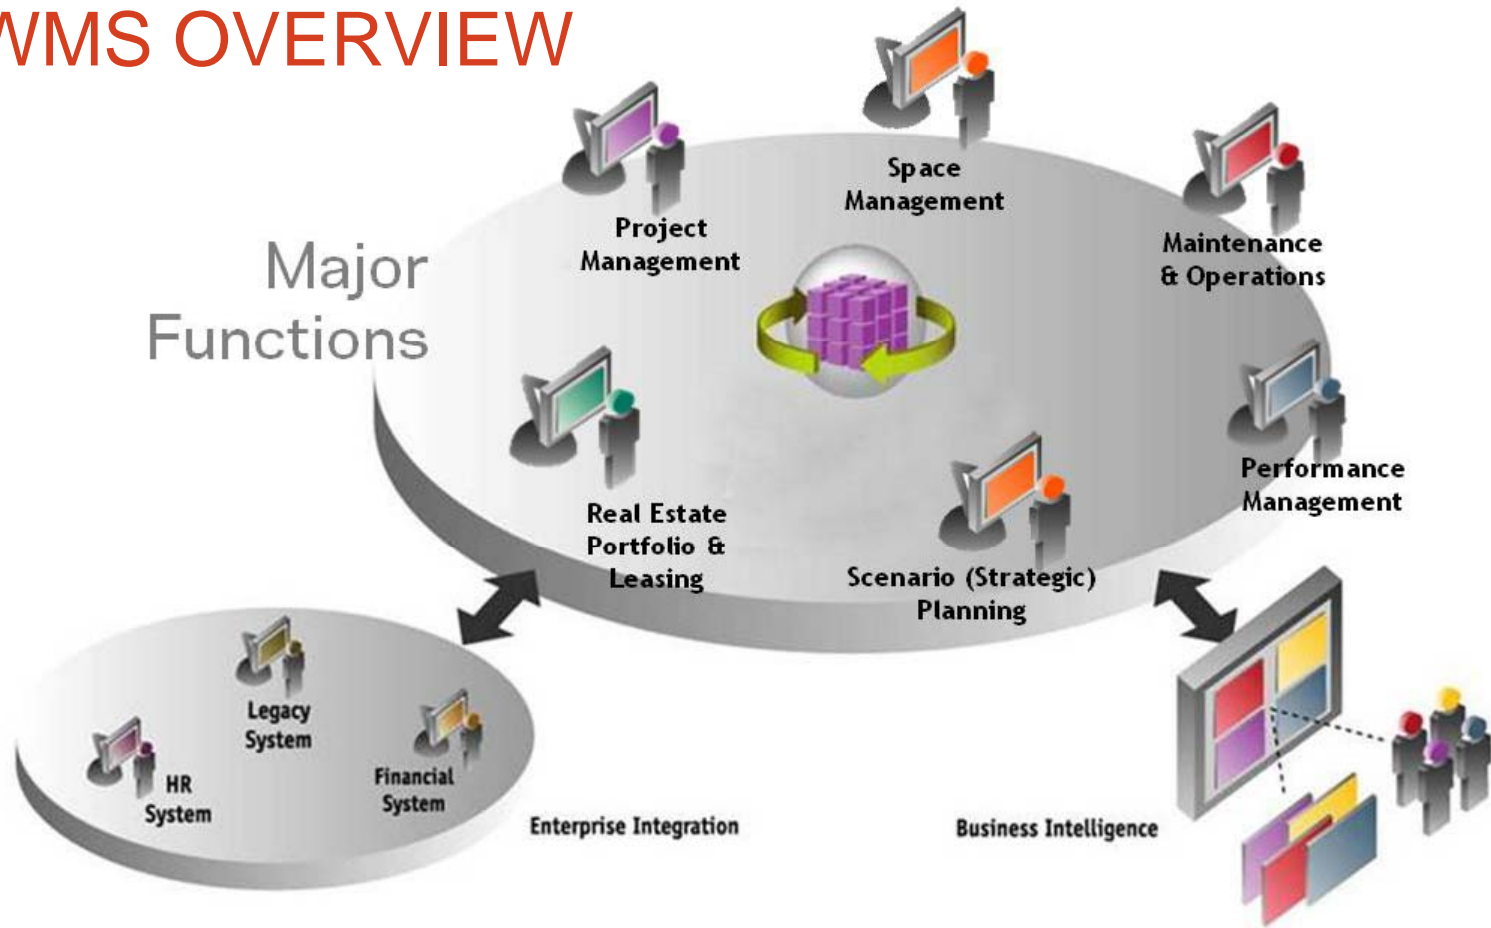 WMS OVERVIEW
Space
Management
Project
Management
Maintenance
& Operations
Major
Functions
Real Estate
Portfolio &
Leasing
Scenario (Strategic)
Planning
Performance
Management
Legacy
System
HR
System
Financial
System
Enterprise Integration
Business Intelligence